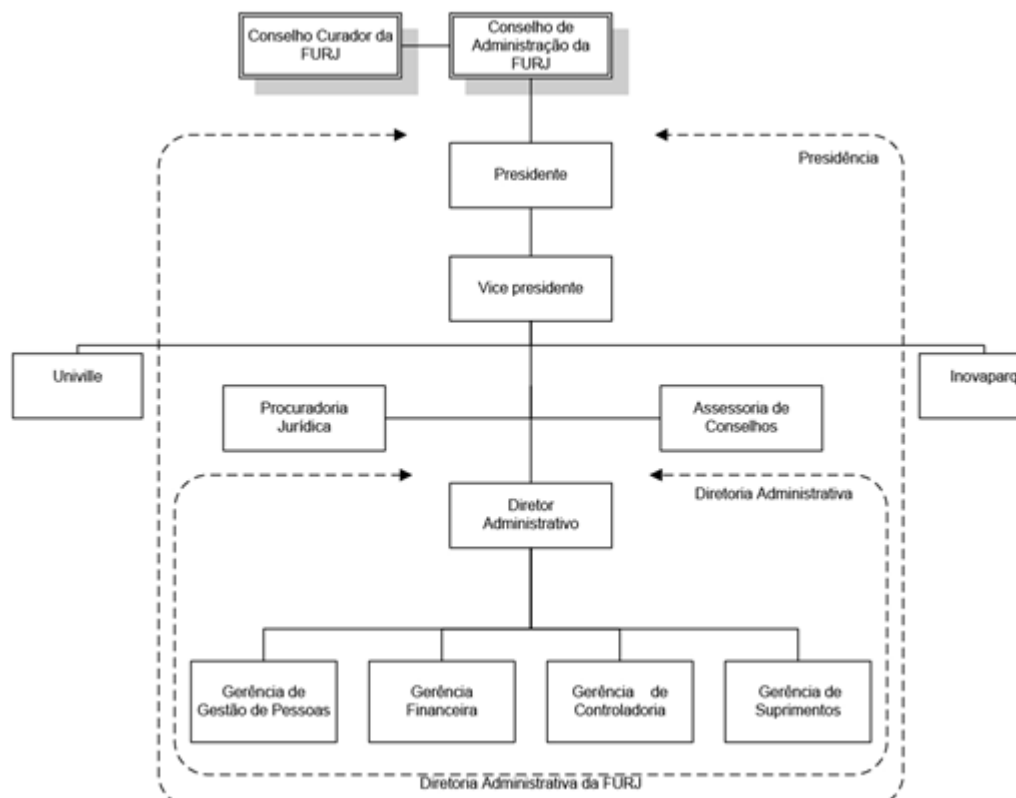 Conselho Curador da
FURJ
Conselho de
Administração da
FURJ
Presidência
Presidente
Vice presidente
Univille
Inovaparq
Procuradoria
Jurídica
Assessoria de
Conselhos
Diretoria Administrativa
Diretor
Administrativo
Gerência de
Gestão de Pessoas
Gerência
Financeira
Gerência de
Controladoria
Gerência de
Suprimentos
Diretoria Administrativa da FURJ